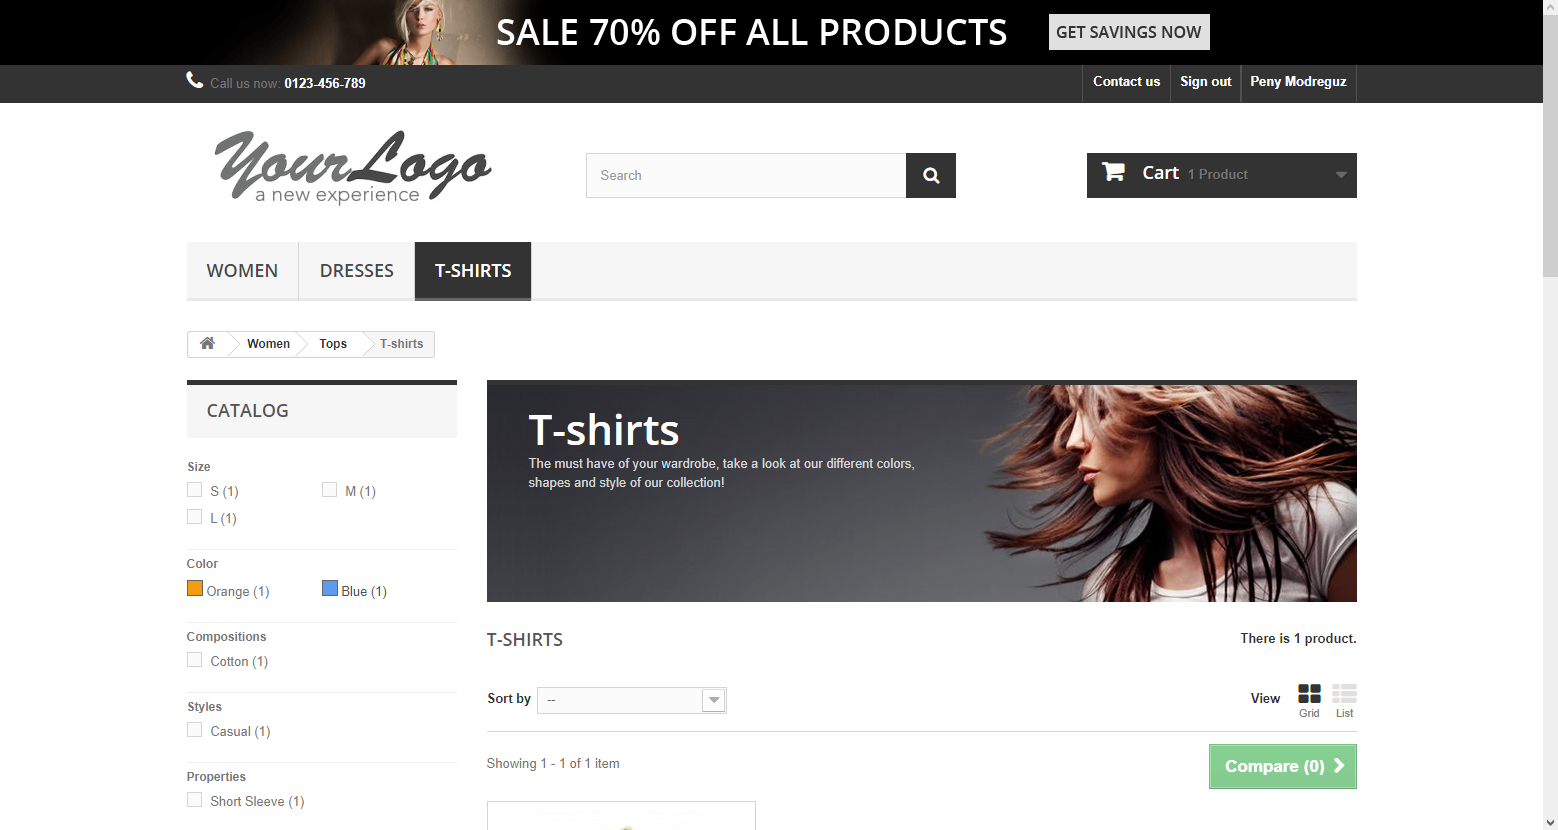 SALE 70% OFF ALL PRODUCTS
GET SAVINGS NOW
Call us now: 0123-456-789
Contact us
Sign out
Peny Modreguz
YourLogo
a new experience
Search
Cart 1 Product
WOMEN
DRESSES
T-SHIRTS
Women
Tops
T-shirts
CATALOG
Size
S (1)
M (1)
L (1)
Color
Orange (1)
Blue (1)
Compositions
Cotton (1)
Styles
Casual (1)
Properties
Short Sleeve (1)
T-shirts
The must have of your wardrobe, take a look at our different colors,
shapes and style of our collection!
T-SHIRTS
There is 1 product.
Sort by
--
View
Grid
List
Showing 1 - 1 of 1 item
Compare (0)